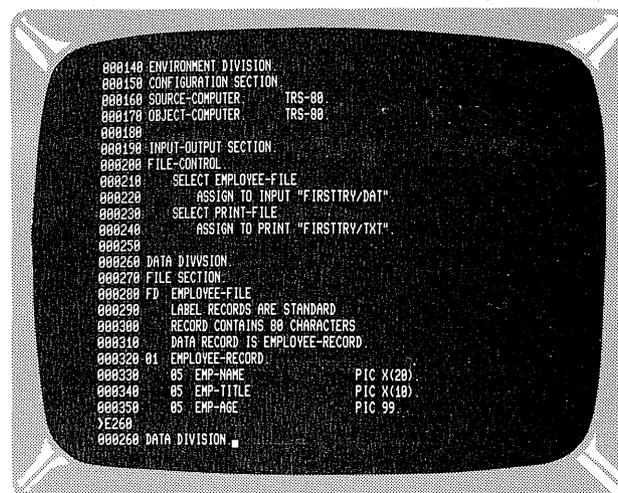 000140 ENVIRONMENT DIVISION.
000150 CONFIGURATION SECTION.
000160 SOURCE-COMPUTER. TRS-80.
000170 OBJECT-COMPUTER. TRS-80.
000180
000190 INPUT-OUTPUT SECTION.
000200 FILE-CONTROL.
000210 SELECT EMPLOYEE-FILE
000220 ASSIGN TO INPUT "FIRSTTRY/DAT".
000230 SELECT PRINT-FILE
000240 ASSIGN TO PRINT "FIRSTTRY/TXT".
000250
000260 DATA DIVVSION.
000270 FILE SECTION.
000280 FD EMPLOYEE-FILE
000290 LABEL RECORDS ARE STANDARD
000300 RECORD CONTAINS 80 CHARACTERS
000310 DATA RECORD IS EMPLOYEE-RECORD.
000320 01 EMPLOYEE-RECORD.
000330 05 EMP-NAME PIC X(20).
000340 05 EMP-TITLE PIC X(10).
000350 05 EMP-AGE PIC 99.
>E260
000260 DATA DIVISION.